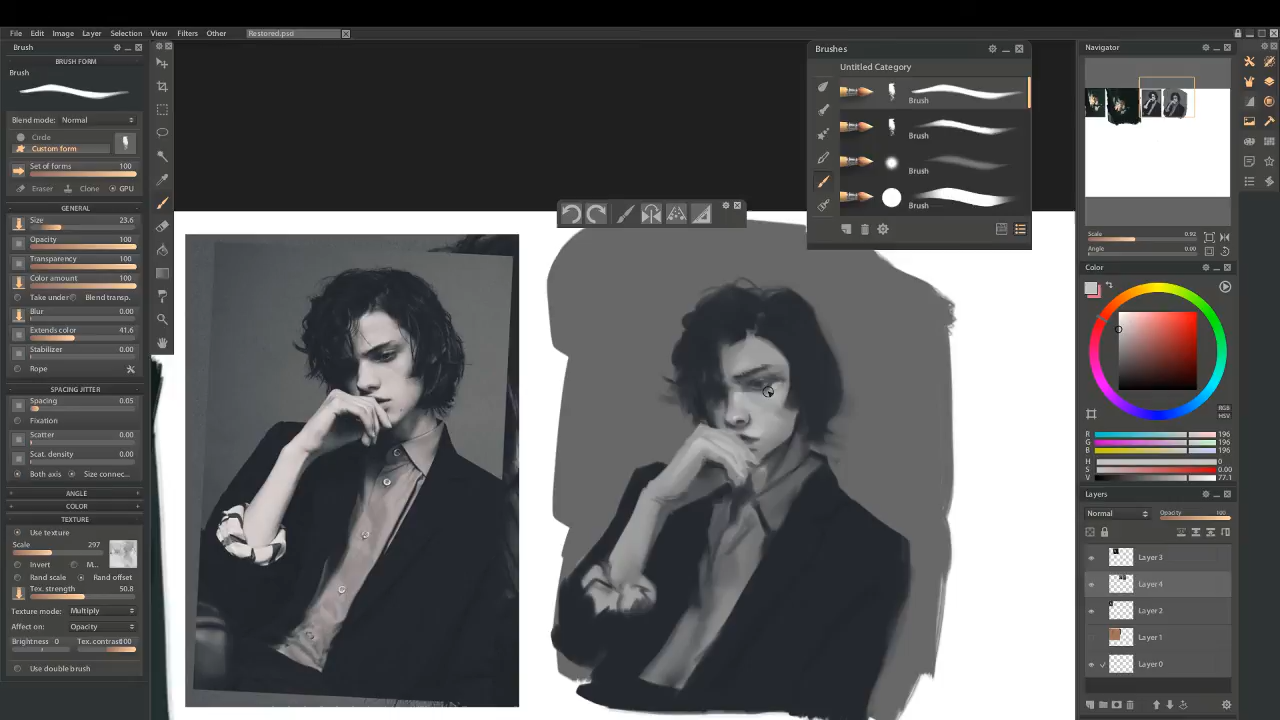 File Edit Image Layer Selection View Filters Other Restored.psd
Brush
BRUSH FORM
Brush
Blend mode: Normal
Circle
Custom form
Set of forms 100
Eraser Clone GPU
GENERAL
Size 23.6
Opacity 100
Transparency 100
Color amount 100
Take under Blend transp.
Blur 0.00
Extends color 41.6
Stabilizer 0.00
Rope
SPACING JITTER
Spacing 0.05
Fixation
Scatter 0.00
Scat. density 0.00
Both axis Size connec...
ANGLE
COLOR
TEXTURE
Use texture
Scale 297
Invert M...
Rand scale Rand offset
Tex. strength 50.8
Texture mode: Multiply
Affect on: Opacity
Brightness 0 Tex. contrast 100
Use double brush
Brushes
Untitled Category
Brush
Brush
Brush
Brush
Navigator
Scale 0.92
Angle 0.00
Color
RGB
HSV
R 196
G 196
B 196
H 0
S 0.00
V 77.1
Layers
Normal Opacity 100
Layer 3
Layer 4
Layer 2
Layer 1
Layer 0